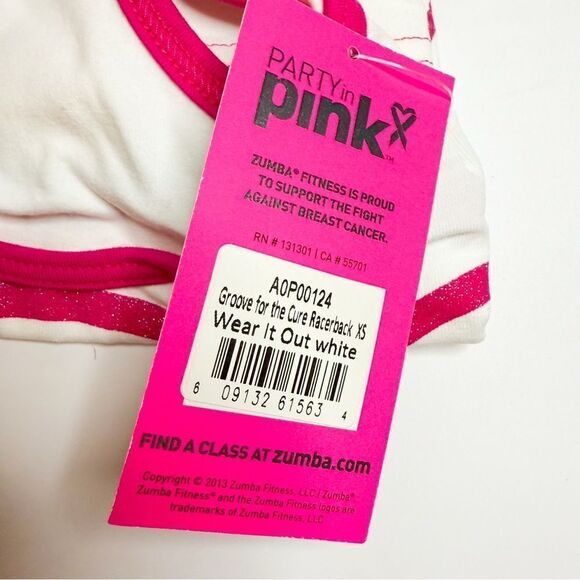 PARTY in
pink™
ZUMBA® FITNESS IS PROUD
TO SUPPORT THE FIGHT
AGAINST BREAST CANCER.
RN # 131301 | CA # 55701
A0P00124
Groove for the Cure Racerback XS
Wear It Out white
6 09132 61563 4
FIND A CLASS AT zumba.com
Copyright © 2013 Zumba Fitness, LLC | Zumba®
Zumba Fitness® and the Zumba Fitness logos are
trademarks of Zumba Fitness, LLC